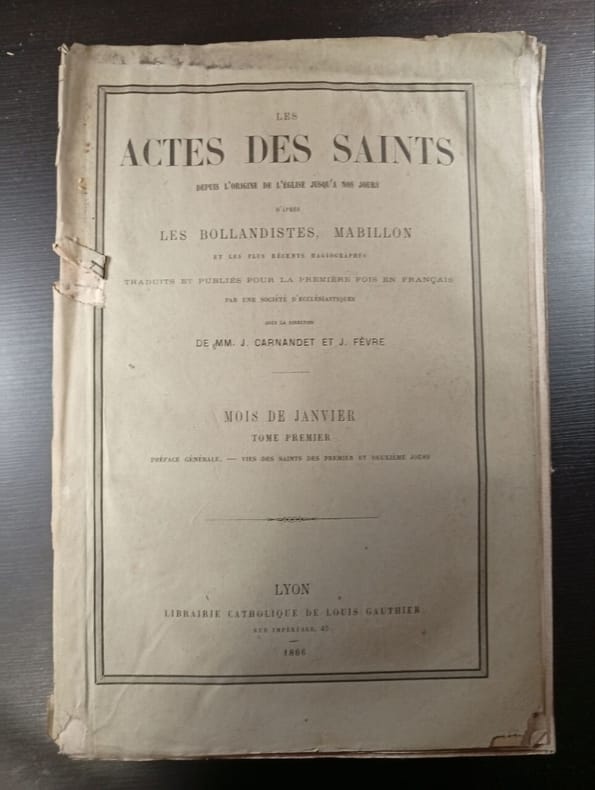 LES
ACTES DES SAINTS
DEPUIS L'ORIGINE DE L'ÉGLISE JUSQU'A NOS JOURS
D'APRÈS
LES BOLLANDISTES, MABILLON
ET LES PLUS RÉCENTS HAGIOGRAPHES
TRADUITS ET PUBLIÉS POUR LA PREMIÈRE FOIS EN FRANÇAIS
PAR UNE SOCIÉTÉ D'ECCLÉSIASTIQUES
SOUS LA DIRECTION
DE MM. J. CARNANDET ET J. FÈVRE
MOIS DE JANVIER
TOME PREMIER
PRÉFACE GÉNÉRALE. — VIES DES SAINTS DES PREMIER ET DEUXIÈME JOURS
LYON
LIBRAIRIE CATHOLIQUE DE LOUIS GAUTHIER
RUE IMPÉRIALE, 47
1866